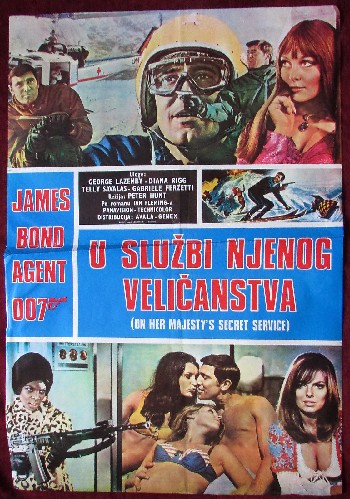 Uloge:
GEORGE LAZENBY - DIANA RIGG
TELLY SAVALAS - GABRIELE FERZETTI
Režija: PETER HUNT
Po romanu IAN FLEMING-a
PANAVISION - TECHNICOLOR
DISTRIBUCIJA: AVALA - GENEX
JAMES
BOND
AGENT
007
U SLUŽBI NJENOG
VELIČANSTVA
(ON HER MAJESTY'S SECRET SERVICE)